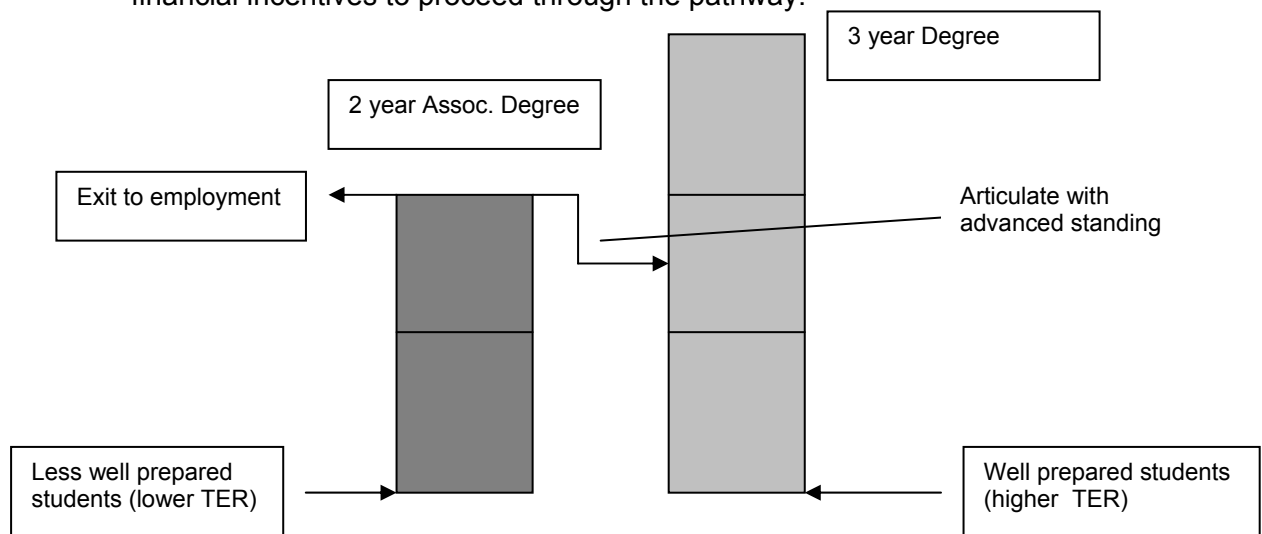 financial incentives to proceed through the pathway.
3 year Degree
2 year Assoc. Degree
Exit to employment
Articulate with
advanced standing
Less well prepared
students (lower TER)
Well prepared students
(higher TER)